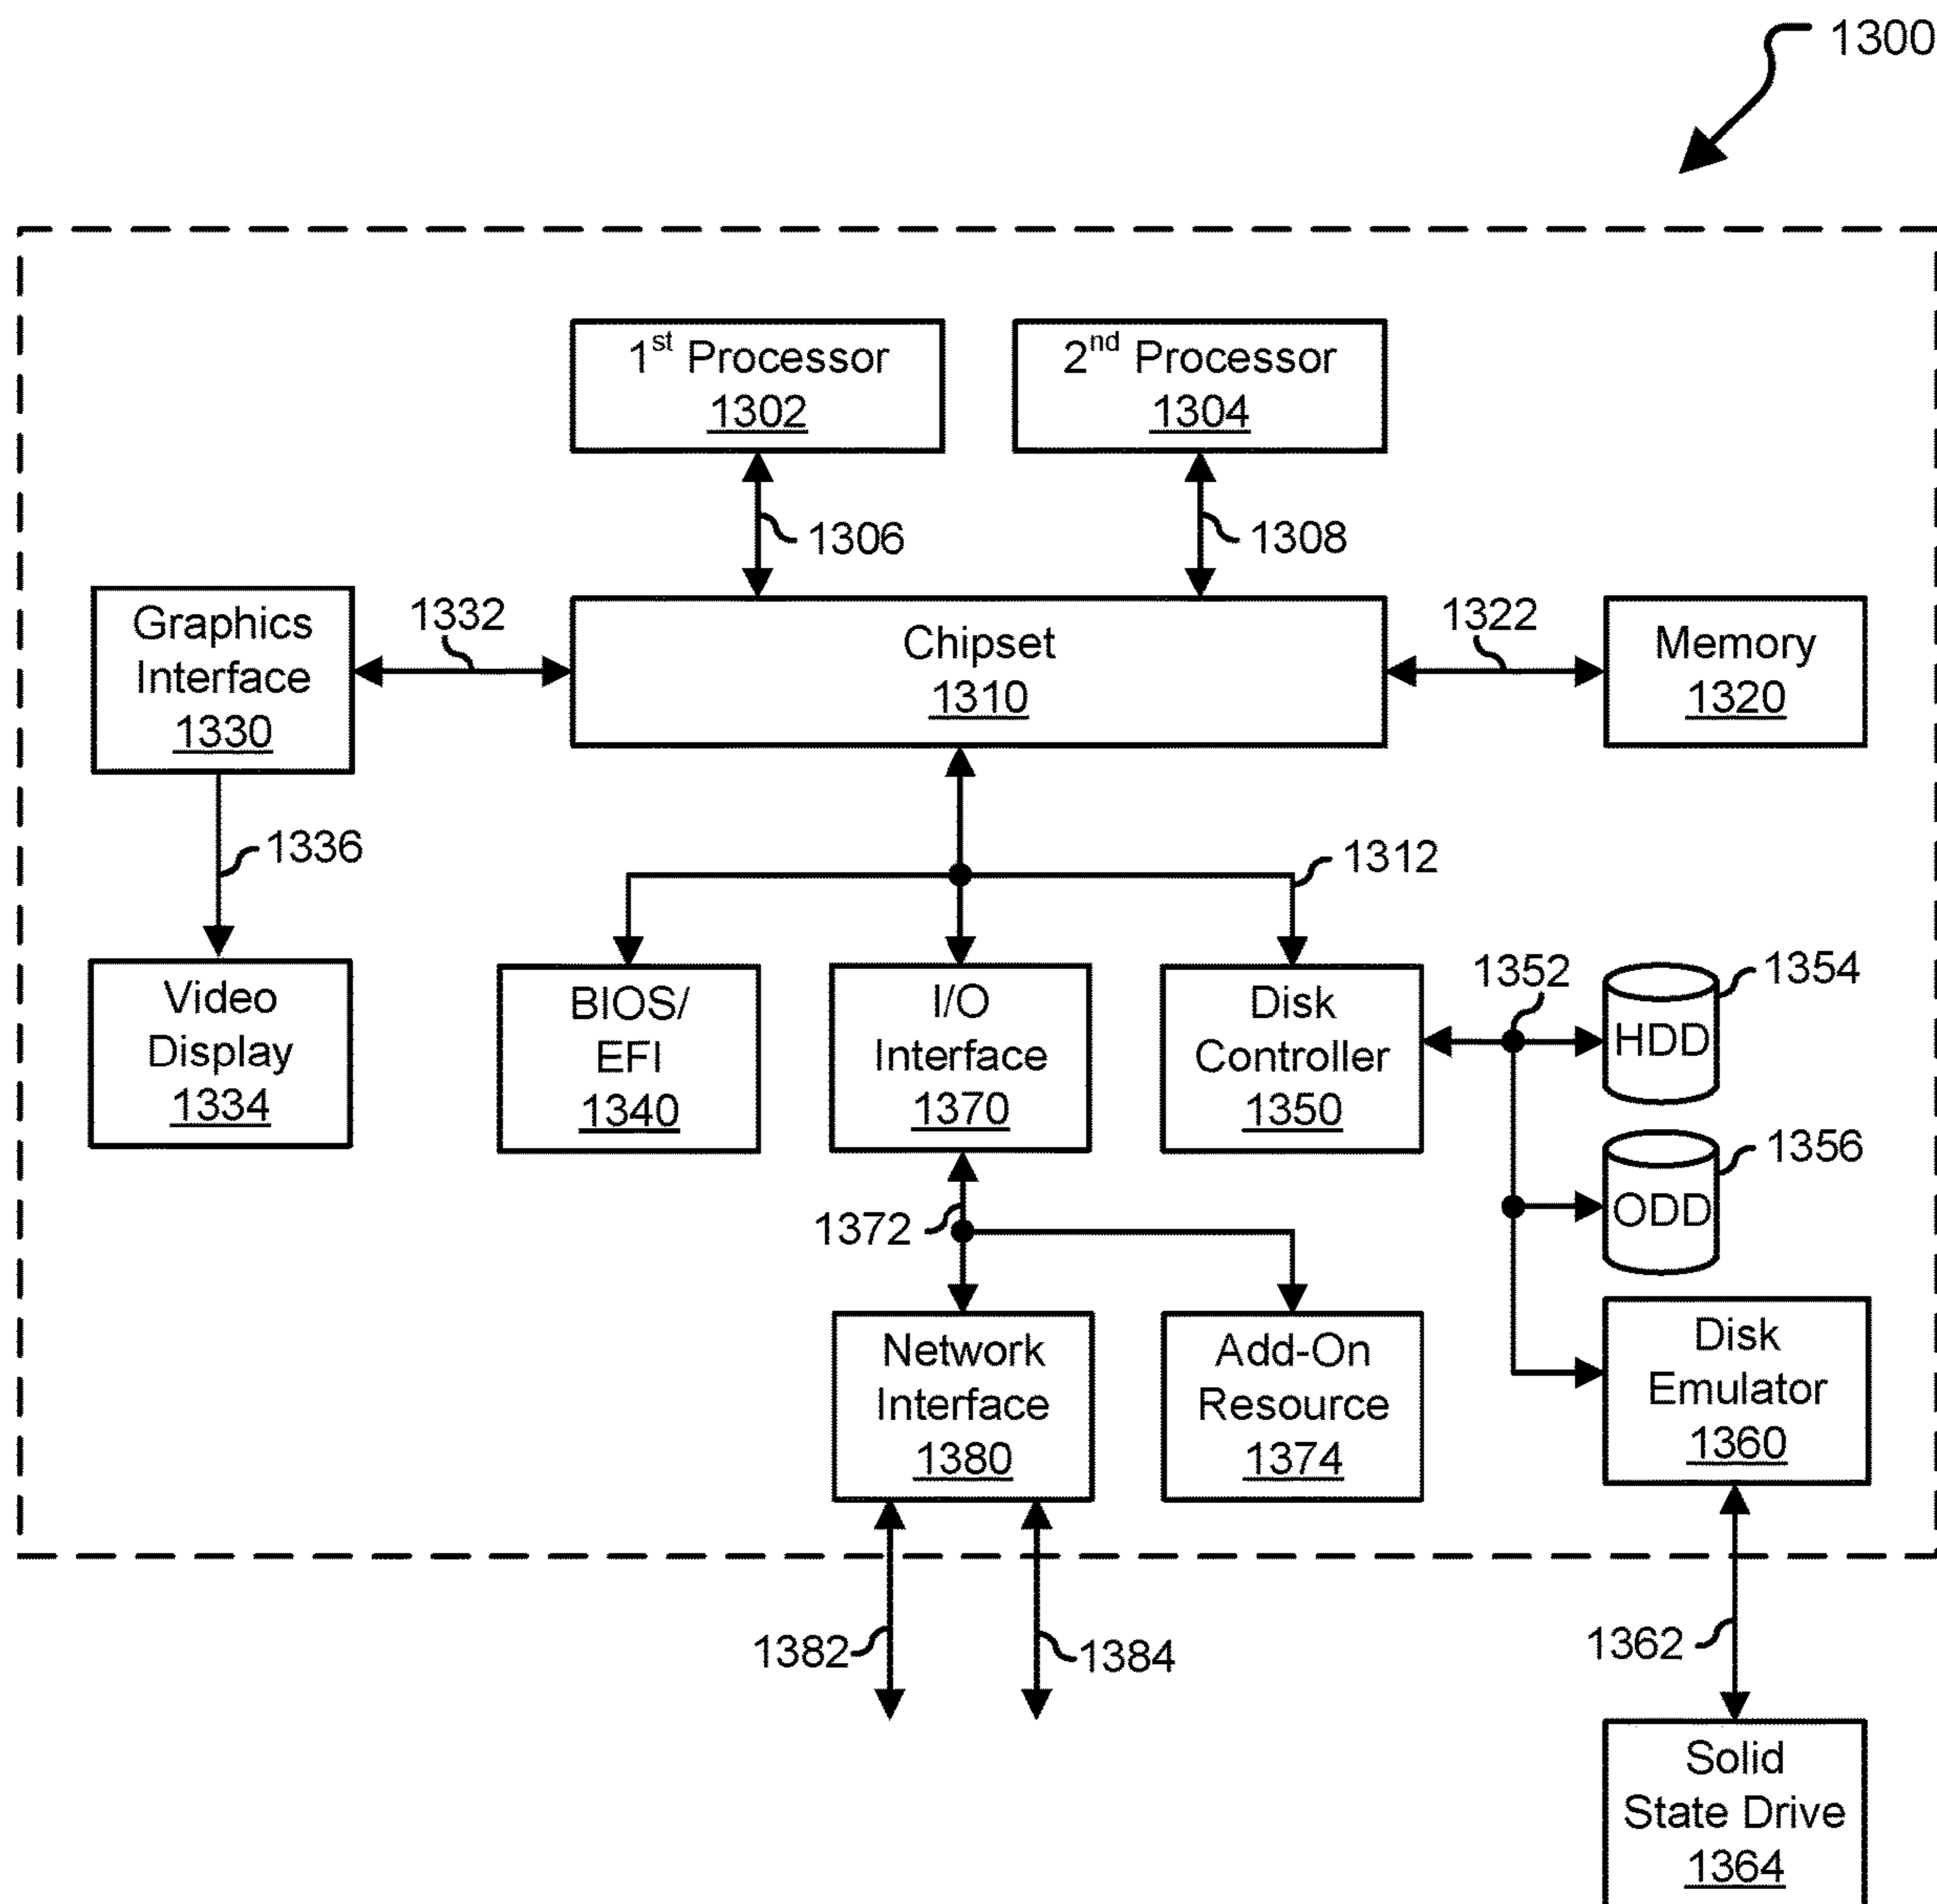 1300
1st Processor
1302
2nd Processor
1304
1306
1308
Graphics
Interface
1330
1332
Chipset
1310
1322
Memory
1320
1336
1312
Video
Display
1334
BIOS/
EFI
1340
I/O
Interface
1370
Disk
Controller
1350
1352
1354
HDD
1356
ODD
1372
Network
Interface
1380
Add-On
Resource
1374
Disk
Emulator
1360
1382
1384
1362
Solid
State Drive
1364